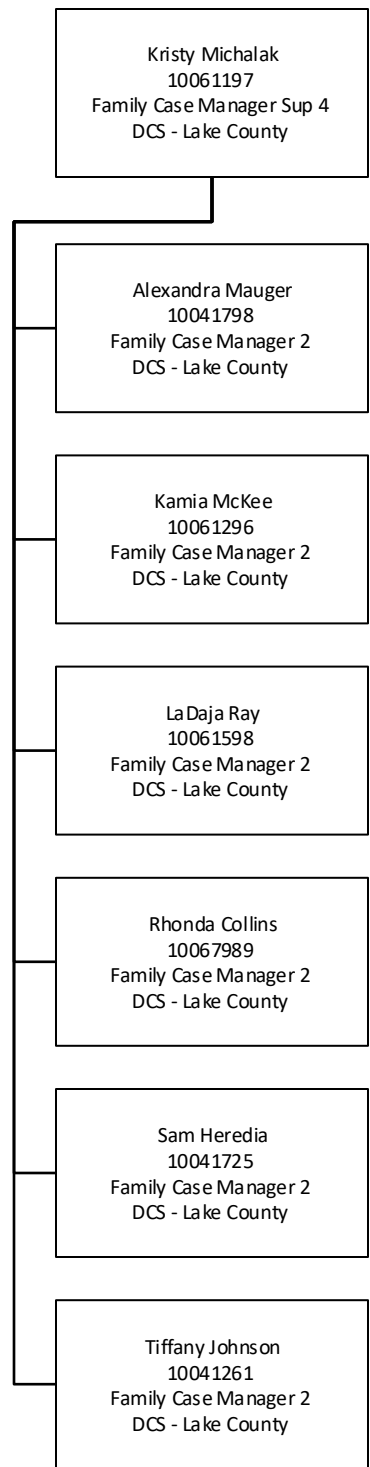 Kristy Michalak
10061197
Family Case Manager Sup 4
DCS - Lake County
Alexandra Mauger
10041798
Family Case Manager 2
DCS - Lake County
Kamia McKee
10061296
Family Case Manager 2
DCS - Lake County
LaDaja Ray
10061598
Family Case Manager 2
DCS - Lake County
Rhonda Collins
10067989
Family Case Manager 2
DCS - Lake County
Sam Heredia
10041725
Family Case Manager 2
DCS - Lake County
Tiffany Johnson
10041261
Family Case Manager 2
DCS - Lake County